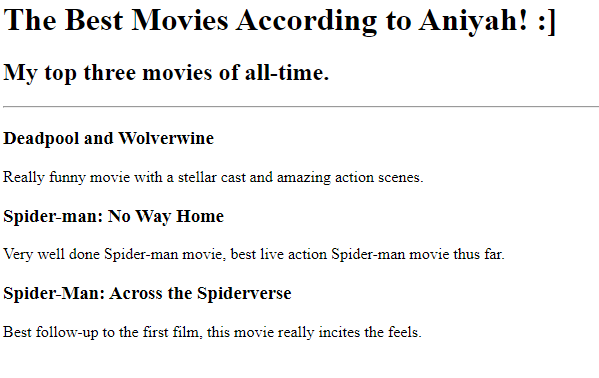 The Best Movies According to Aniyah! :]
My top three movies of all-time.
Deadpool and Wolverwine
Really funny movie with a stellar cast and amazing action scenes.
Spider-man: No Way Home
Very well done Spider-man movie, best live action Spider-man movie thus far.
Spider-Man: Across the Spiderverse
Best follow-up to the first film, this movie really incites the feels.